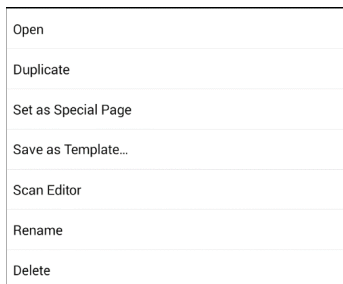 Open
Duplicate
Set as Special Page
Save as Template...
Scan Editor
Rename
Delete